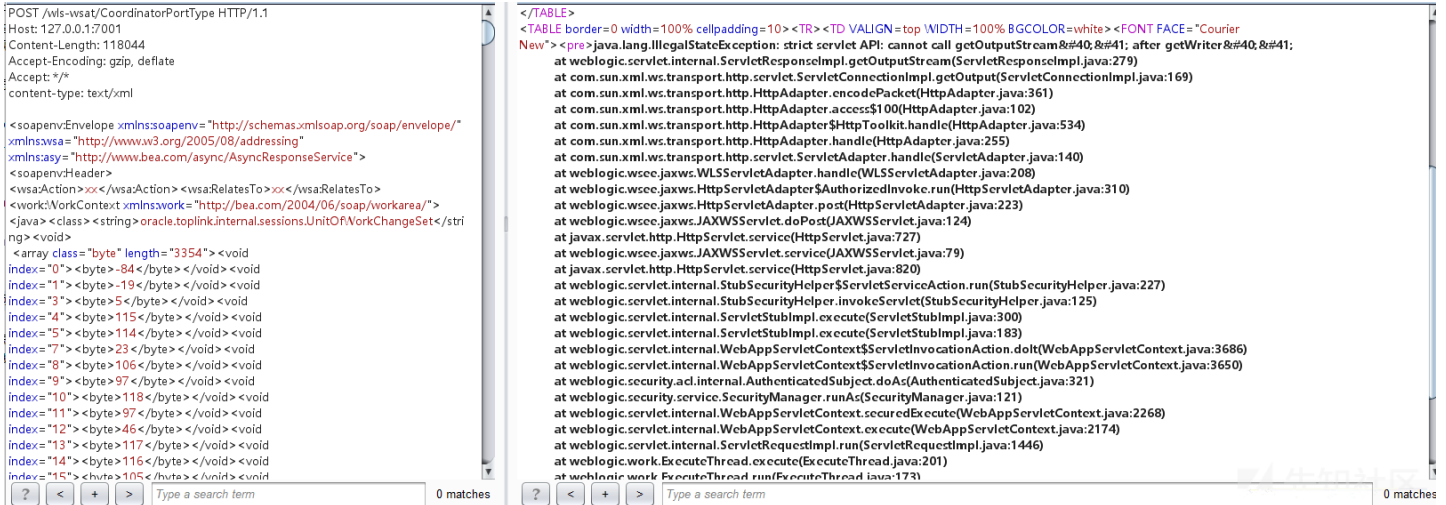 POST /wls-wsat/CoordinatorPortType HTTP/1.1
Host: 127.0.0.1:7001
Content-Length: 118044
Accept-Encoding: gzip, deflate
Accept: */*
content-type: text/xml
<soapenv:Envelope xmlns:soapenv="http://schemas.xmlsoap.org/soap/envelope/"
xmlns:wsa="http://www.w3.org/2005/08/addressing"
xmlns:asy="http://www.bea.com/async/AsyncResponseService">
<soapenv:Header>
<wsa:Action>xx</wsa:Action><wsa:RelatesTo>xx</wsa:RelatesTo>
<work:WorkContext xmlns:work="http://bea.com/2004/06/soap/workarea/">
<java><class><string>oracle.toplink.internal.sessions.UnitOfWorkChangeSet</stri
ng><void>
<array class="byte" length="3354"><void
index="0"><byte>-84</byte></void><void
index="1"><byte>-19</byte></void><void
index="3"><byte>5</byte></void><void
index="4"><byte>115</byte></void><void
index="5"><byte>114</byte></void><void
index="7"><byte>23</byte></void><void
index="8"><byte>106</byte></void><void
index="9"><byte>97</byte></void><void
index="10"><byte>118</byte></void><void
index="11"><byte>97</byte></void><void
index="12"><byte>46</byte></void><void
index="13"><byte>117</byte></void><void
index="14"><byte>116</byte></void><void
index="15"><byte>105</byte></void><void
? < + > Type a search term 0 matches
</TABLE>
<TABLE border=0 width=100% cellpadding=10><TR><TD VALIGN=top WIDTH=100% BGCOLOR=white><FONT FACE="Courier
New"><pre>java.lang.IllegalStateException: strict servlet API: cannot call getOutputStream&#40;&#41; after getWriter&#40;&#41;
at weblogic.servlet.internal.ServletResponseImpl.getOutputStream(ServletResponseImpl.java:279)
at com.sun.xml.ws.transport.http.servlet.ServletConnectionImpl.getOutput(ServletConnectionImpl.java:169)
at com.sun.xml.ws.transport.http.HttpAdapter.encodePacket(HttpAdapter.java:361)
at com.sun.xml.ws.transport.http.HttpAdapter.access$100(HttpAdapter.java:102)
at com.sun.xml.ws.transport.http.HttpAdapter$HttpToolkit.handle(HttpAdapter.java:534)
at com.sun.xml.ws.transport.http.HttpAdapter.handle(HttpAdapter.java:255)
at com.sun.xml.ws.transport.http.servlet.ServletAdapter.handle(ServletAdapter.java:140)
at weblogic.wsee.jaxws.WLSServletAdapter.handle(WLSServletAdapter.java:208)
at weblogic.wsee.jaxws.HttpServletAdapter$AuthorizedInvoke.run(HttpServletAdapter.java:310)
at weblogic.wsee.jaxws.HttpServletAdapter.post(HttpServletAdapter.java:223)
at weblogic.wsee.jaxws.JAXWSServlet.doPost(JAXWSServlet.java:124)
at javax.servlet.http.HttpServlet.service(HttpServlet.java:727)
at weblogic.wsee.jaxws.JAXWSServlet.service(JAXWSServlet.java:79)
at javax.servlet.http.HttpServlet.service(HttpServlet.java:820)
at weblogic.servlet.internal.StubSecurityHelper$ServletServiceAction.run(StubSecurityHelper.java:227)
at weblogic.servlet.internal.StubSecurityHelper.invokeServlet(StubSecurityHelper.java:125)
at weblogic.servlet.internal.ServletStubImpl.execute(ServletStubImpl.java:300)
at weblogic.servlet.internal.ServletStubImpl.execute(ServletStubImpl.java:183)
at weblogic.servlet.internal.WebAppServletContext$ServletInvocationAction.doIt(WebAppServletContext.java:3686)
at weblogic.servlet.internal.WebAppServletContext$ServletInvocationAction.run(WebAppServletContext.java:3650)
at weblogic.security.acl.internal.AuthenticatedSubject.doAs(AuthenticatedSubject.java:321)
at weblogic.security.service.SecurityManager.runAs(SecurityManager.java:121)
at weblogic.servlet.internal.WebAppServletContext.securedExecute(WebAppServletContext.java:2268)
at weblogic.servlet.internal.WebAppServletContext.execute(WebAppServletContext.java:2174)
at weblogic.servlet.internal.ServletRequestImpl.run(ServletRequestImpl.java:1446)
at weblogic.work.ExecuteThread.execute(ExecuteThread.java:201)
at weblogic.work.ExecuteThread.run(ExecuteThread.java:173)
? < + > Type a search term 0 matches
先知社区